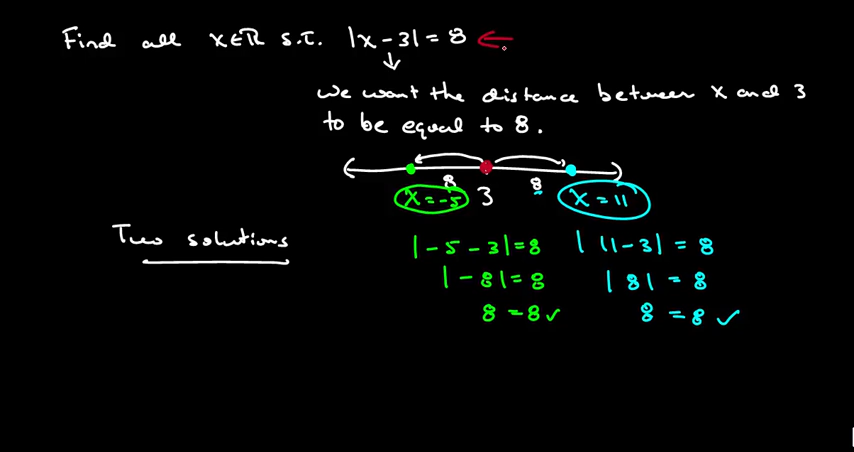 Find all x∈ℝ s.t. |x-3| = 8
we want the distance between x and 3
to be equal to 8.
8 8
x = -5 3 x = 11
Two solutions
|-5-3| = 8 |11-3| = 8
|-8| = 8 |8| = 8
8 = 8 ✓ 8 = 8 ✓